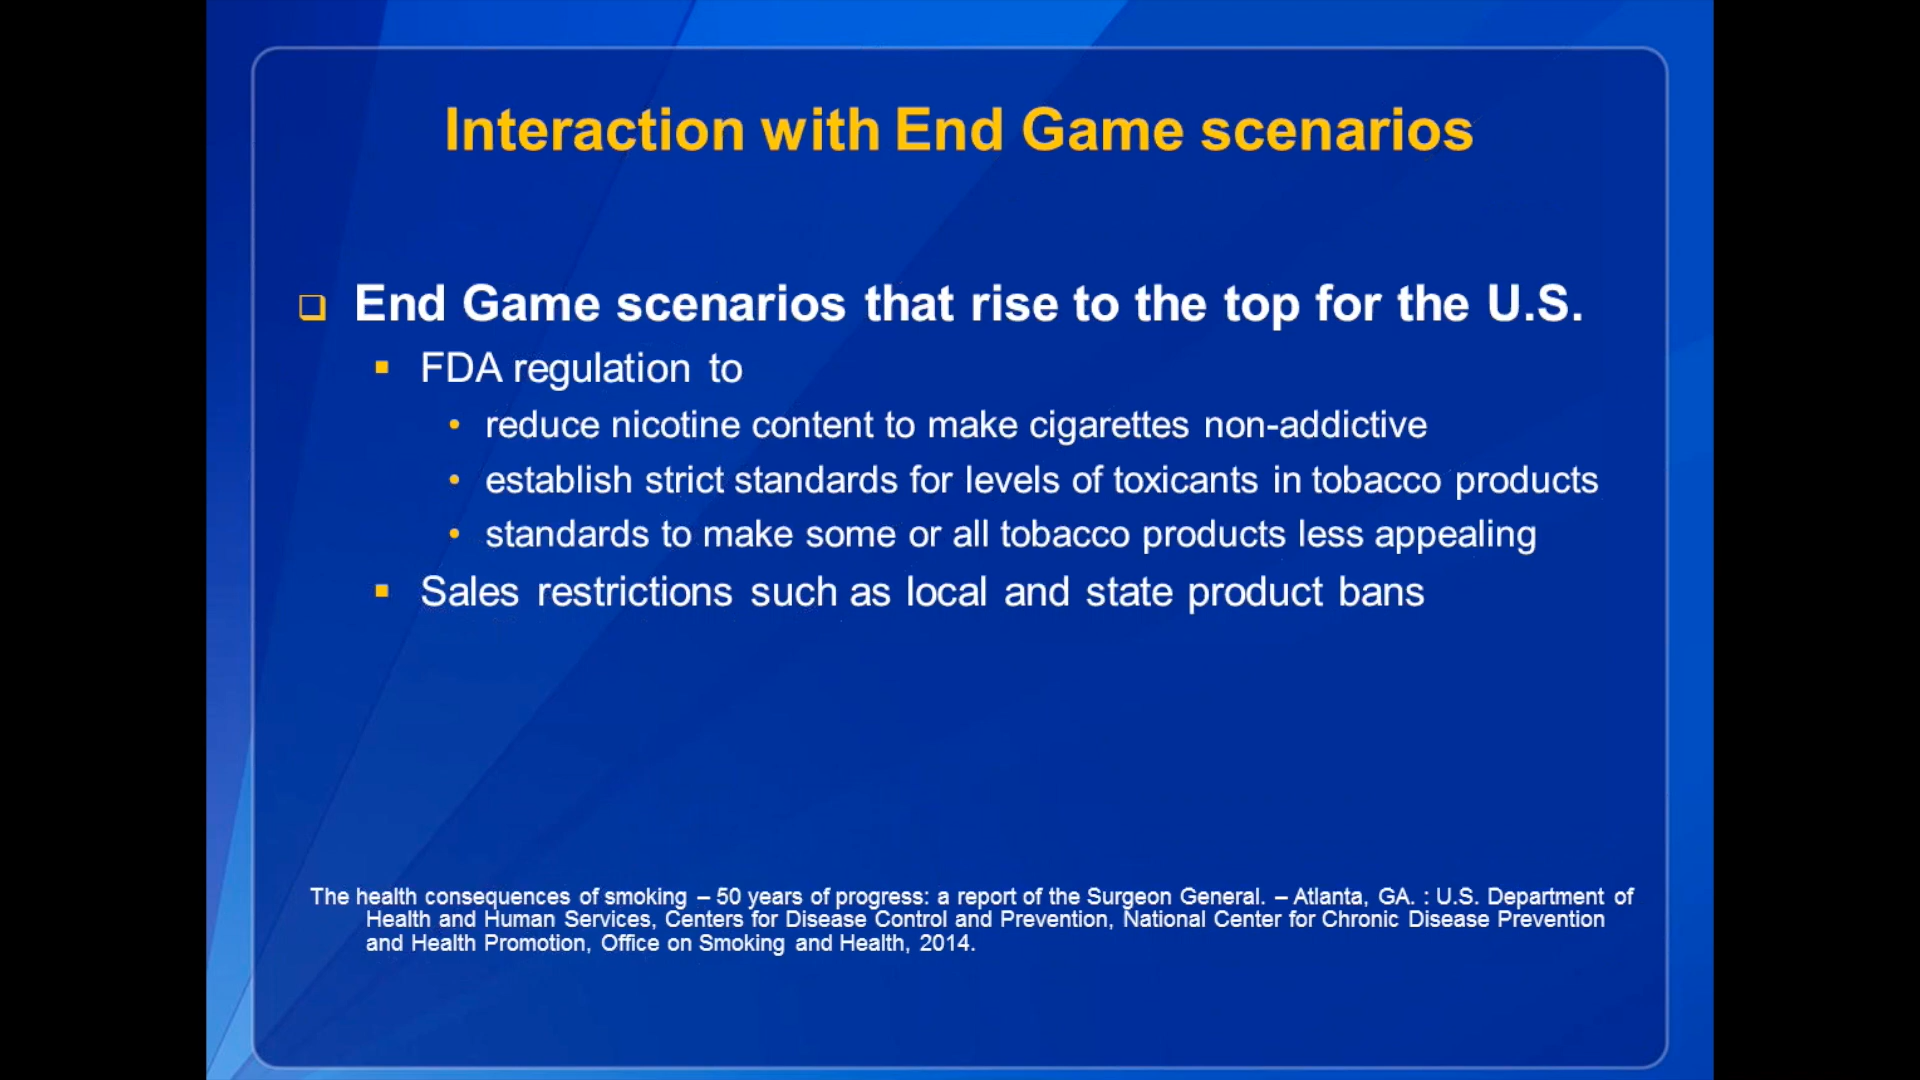 Interaction with End Game scenarios
End Game scenarios that rise to the top for the U.S.
FDA regulation to
reduce nicotine content to make cigarettes non-addictive
establish strict standards for levels of toxicants in tobacco products
standards to make some or all tobacco products less appealing
Sales restrictions such as local and state product bans
The health consequences of smoking – 50 years of progress: a report of the Surgeon General. – Atlanta, GA. : U.S. Department of
Health and Human Services, Centers for Disease Control and Prevention, National Center for Chronic Disease Prevention
and Health Promotion, Office on Smoking and Health, 2014.